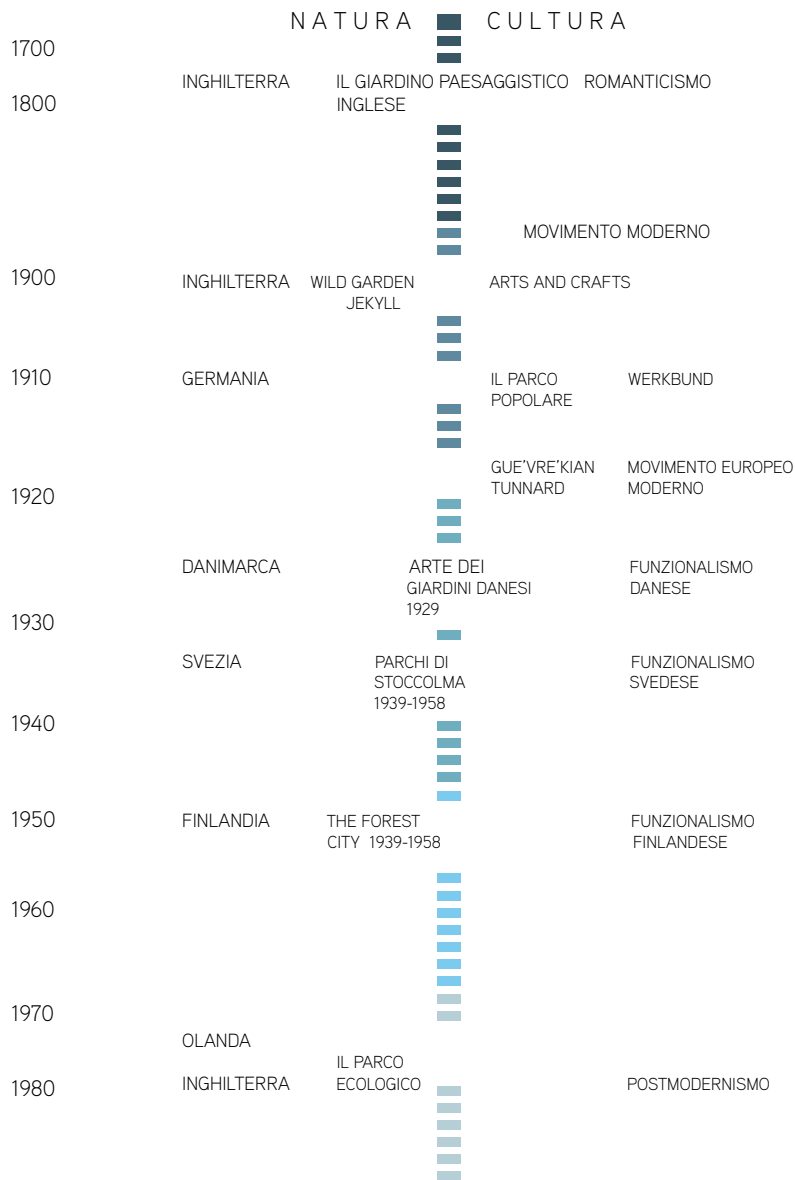 NATURA CULTURA
1700
INGHILTERRA IL GIARDINO PAESAGGISTICO ROMANTICISMO
1800 INGLESE
MOVIMENTO MODERNO
1900 INGHILTERRA WILD GARDEN ARTS AND CRAFTS
JEKYLL
1910 GERMANIA IL PARCO WERKBUND
POPOLARE
GUE'VRE'KIAN MOVIMENTO EUROPEO
1920 TUNNARD MODERNO
DANIMARCA ARTE DEI FUNZIONALISMO
GIARDINI DANESI DANESE
1929
1930
SVEZIA PARCHI DI FUNZIONALISMO
STOCCOLMA SVEDESE
1939-1958
1940
1950 FINLANDIA THE FOREST FUNZIONALISMO
CITY 1939-1958 FINLANDESE
1960
1970
OLANDA
IL PARCO
1980 INGHILTERRA ECOLOGICO POSTMODERNISMO